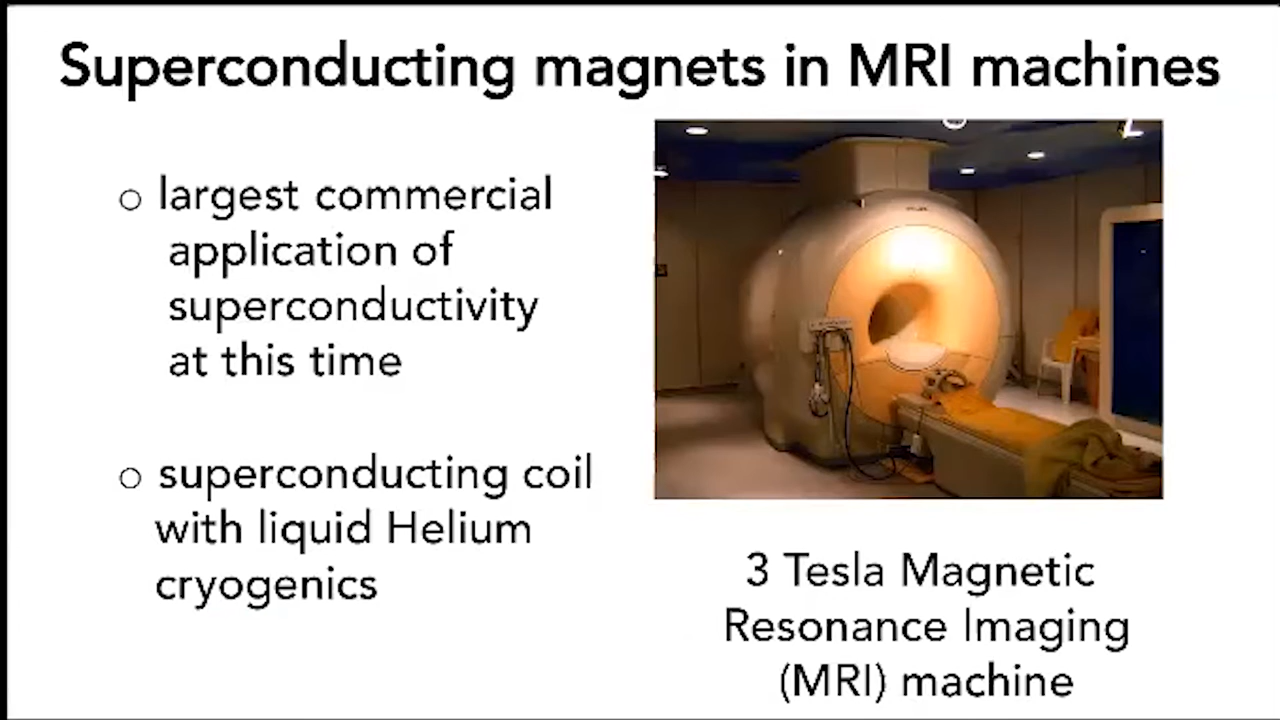 Superconducting magnets in MRI machines
○ largest commercial
application of
superconductivity
at this time
○ superconducting coil
with liquid Helium
cryogenics
3 Tesla Magnetic
Resonance Imaging
(MRI) machine